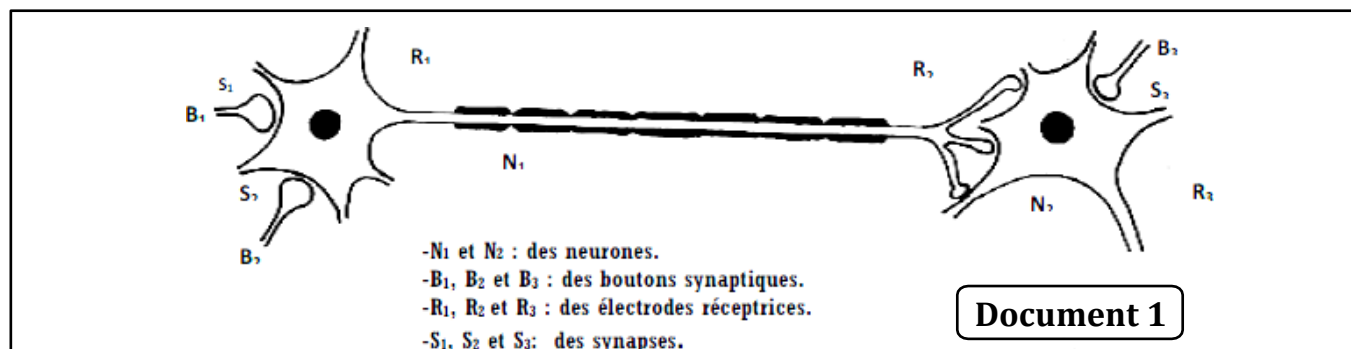 R₁
R₂
B₃
S₁
S₃
B₁
N₁
S₂
N₂
R₃
B₂
-N₁ et N₂ : des neurones.
-B₁, B₂ et B₃ : des boutons synaptiques.
-R₁, R₂ et R₃ : des électrodes réceptrices.
-S₁, S₂ et S₃: des synapses.
Document 1